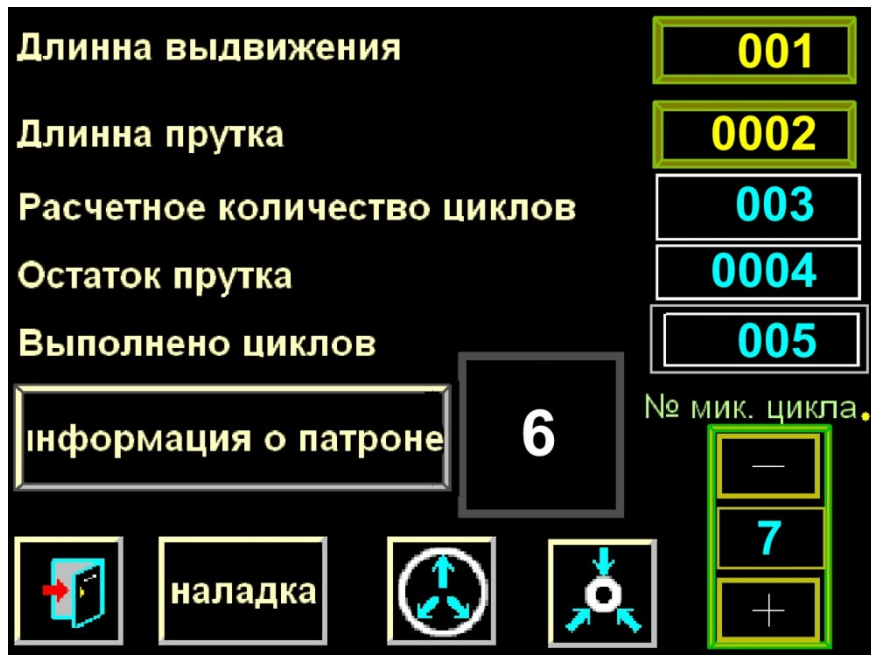 Длинна выдвижения 001
Длинна прутка 0002
Расчетное количество циклов 003
Остаток прутка 0004
Выполнено циклов 005
№ мик. цикла
нформация о патроне 6
—
7
+
наладка